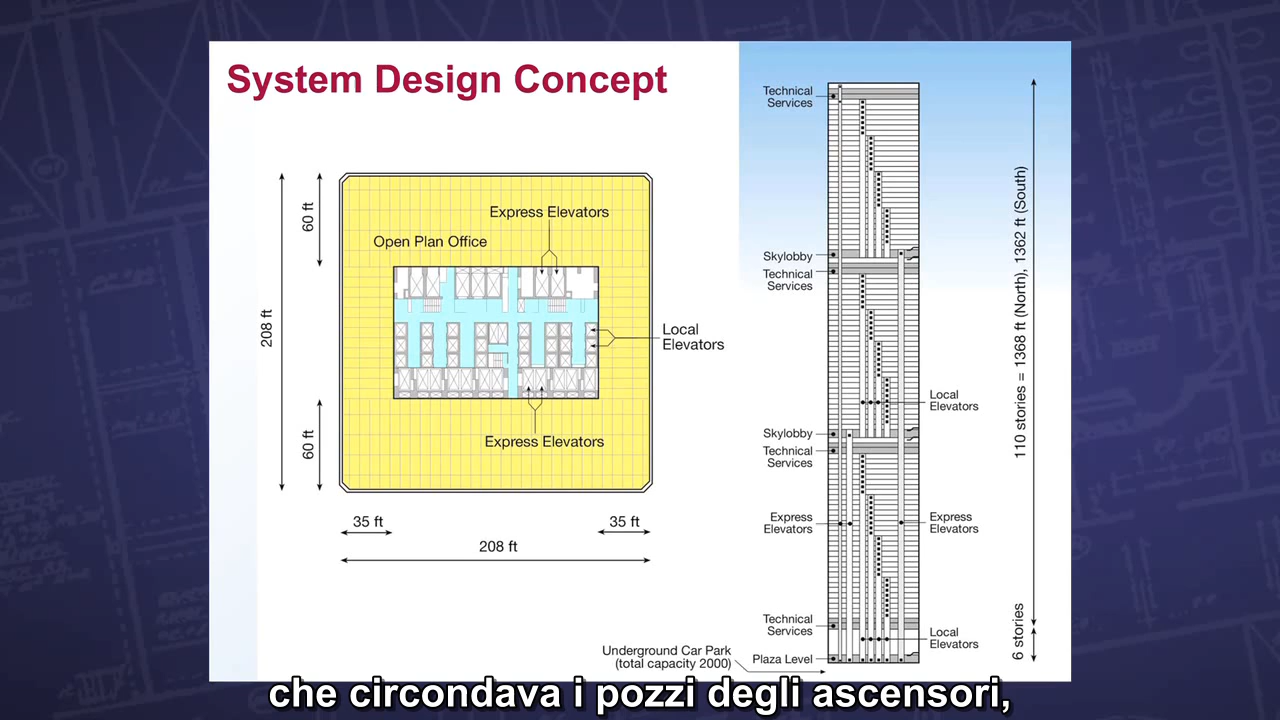 System Design Concept
60 ft
208 ft
60 ft
Express Elevators
Open Plan Office
Local
Elevators
Express Elevators
35 ft
35 ft
208 ft
Technical
Services
Skylobby
Technical
Services
Local
Elevators
Skylobby
Technical
Services
Express
Elevators
Express
Elevators
Technical
Services
Local
Elevators
Plaza Level
Underground Car Park
(total capacity 2000)
110 stories = 1368 ft (North), 1362 ft (South)
6 stories
che circondava i pozzi degli ascensori,